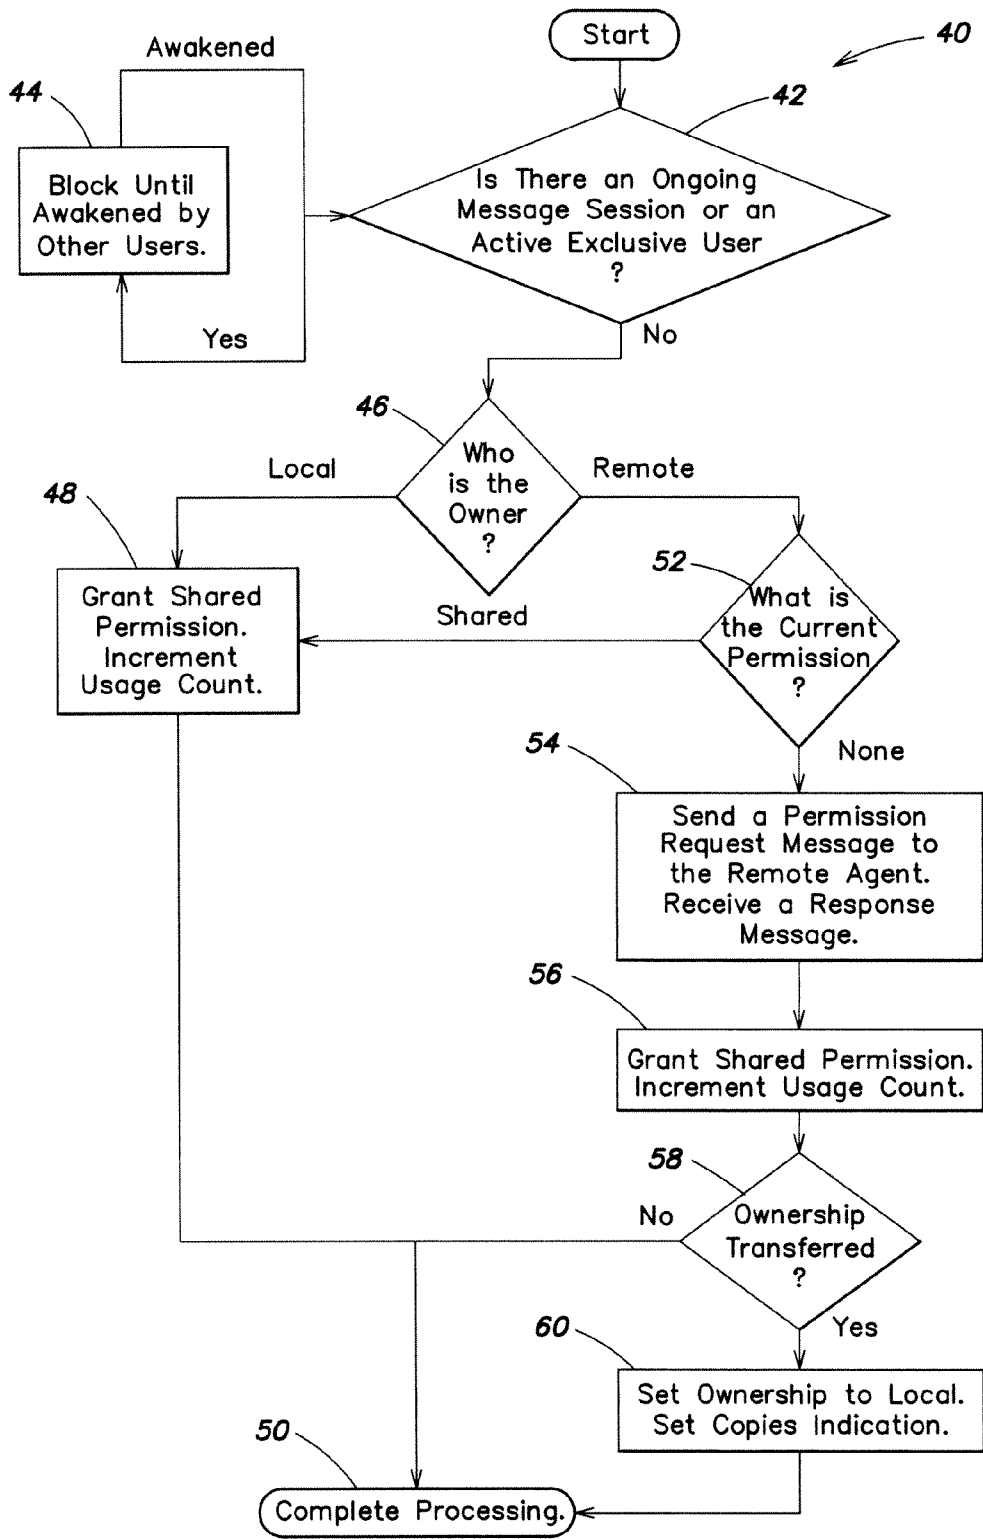 Start
40
Awakened
44
42
Block Until
Awakened by
Other Users.
Is There an Ongoing
Message Session or an
Active Exclusive User
?
Yes
No
46
Who
is the
Owner
?
Local
Remote
48
52
Grant Shared
Permission.
Increment
Usage Count.
Shared
What is
the Current
Permission
?
None
54
Send a Permission
Request Message to
the Remote Agent.
Receive a Response
Message.
56
Grant Shared Permission.
Increment Usage Count.
58
No
Ownership
Transferred
?
Yes
60
Set Ownership to Local.
Set Copies Indication.
50
Complete Processing.